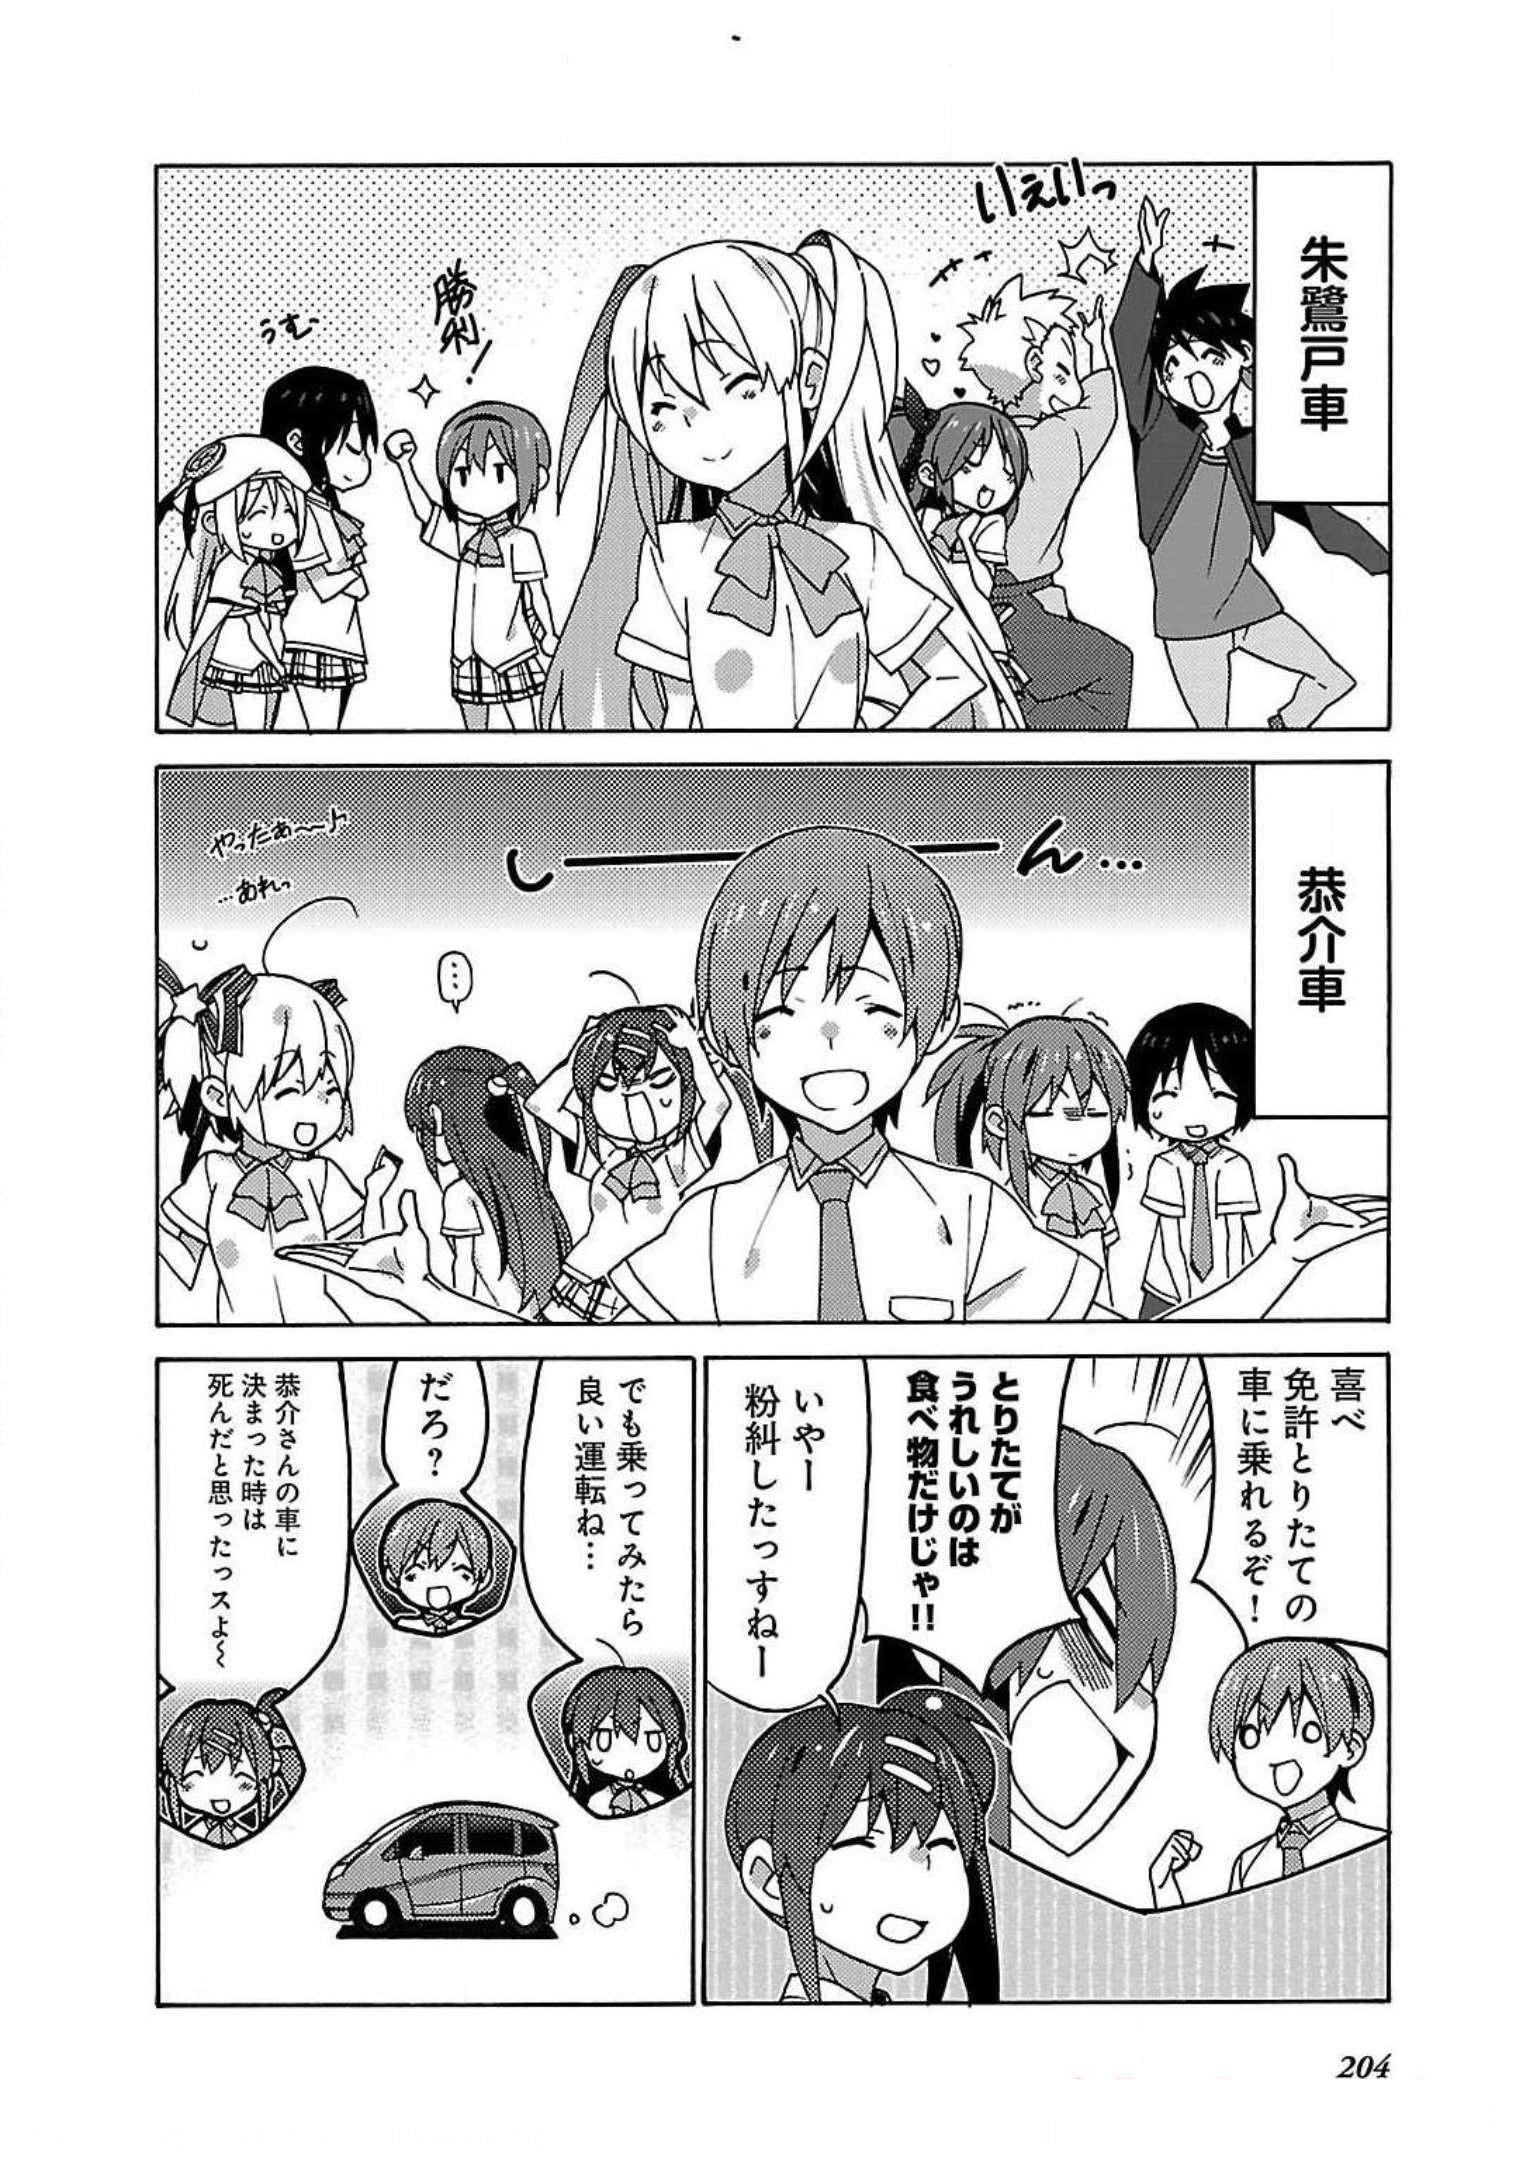 朱鷺戸車
いえいっ
勝利!
うむ
恭介車
しーーん…
やったぁ〜〜♪
…あれっ
…
喜べ
免許とりたての
車に乗れるぞ!
とりたてが
うれしいのは
食べ物だけじゃ!!
いやー
粉糾したっすねー
でも乗ってみたら
良い運転ね…
だろ?
恭介さんの車に
決まった時は
死んだと思ったっスよ〜
204